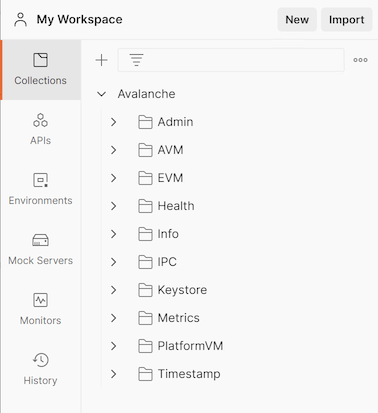 My Workspace
New
Import
Collections
APIs
Environments
Mock Servers
Monitors
History
Avalanche
Admin
AVM
EVM
Health
Info
IPC
Keystore
Metrics
PlatformVM
Timestamp